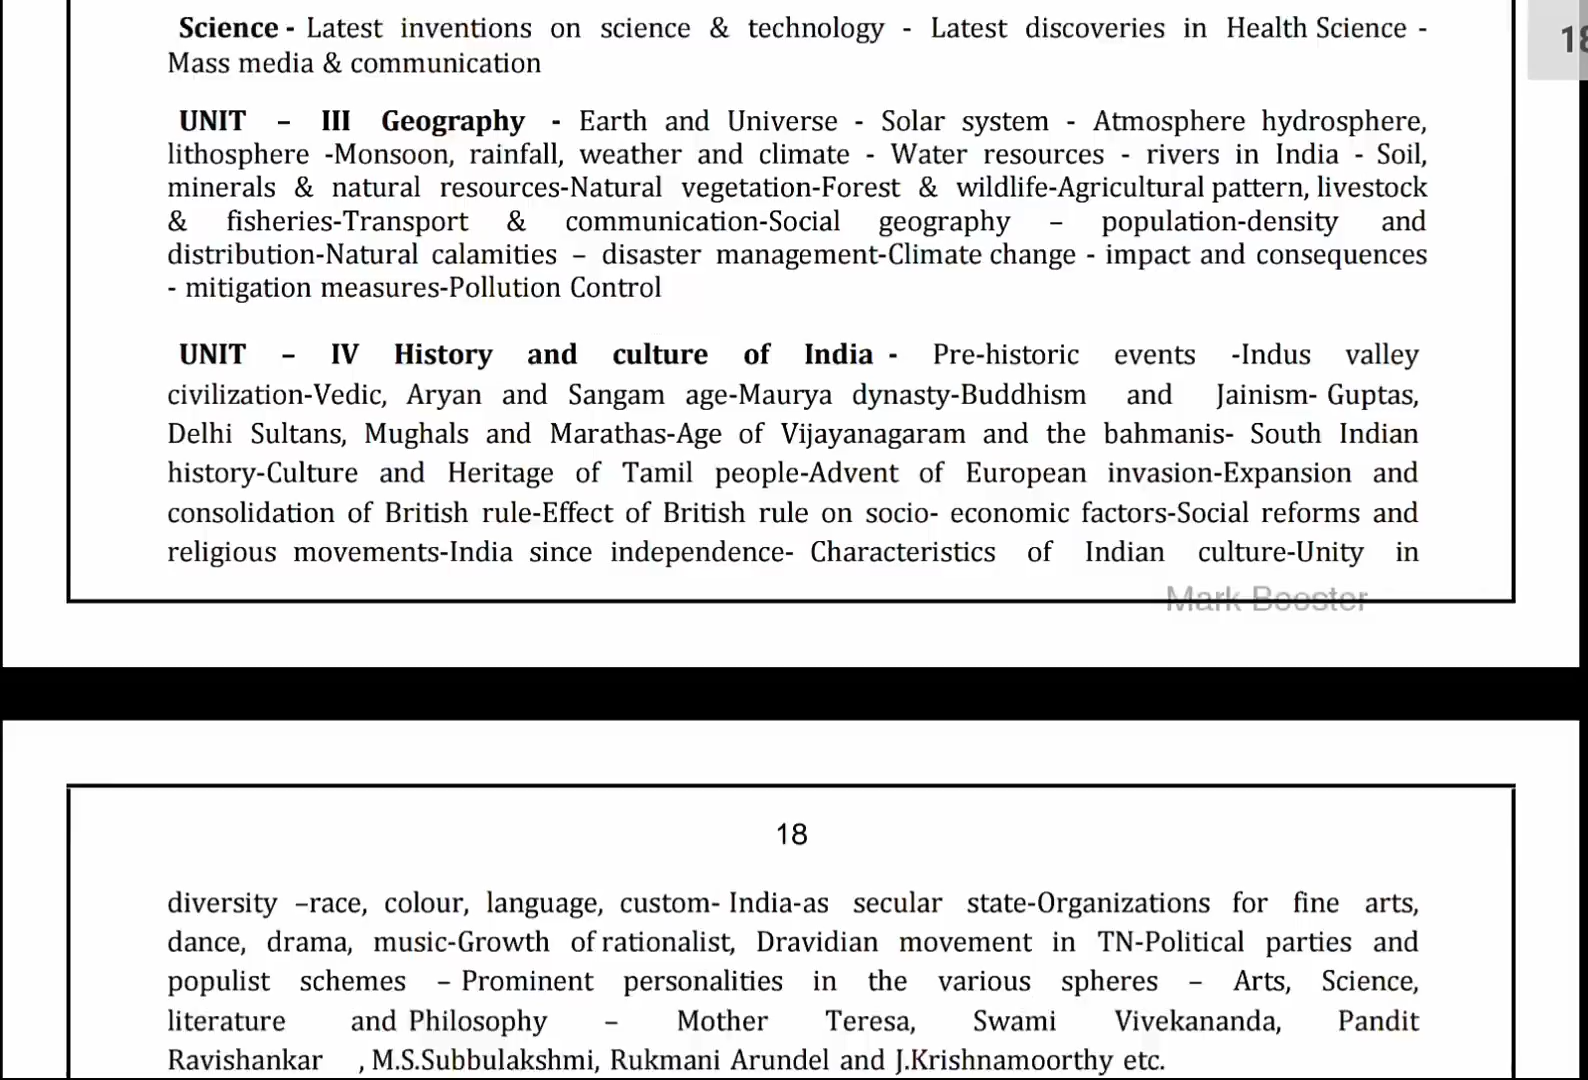 Science - Latest inventions on science & technology - Latest discoveries in Health Science -
Mass media & communication
UNIT – III Geography - Earth and Universe - Solar system - Atmosphere hydrosphere,
lithosphere -Monsoon, rainfall, weather and climate - Water resources - rivers in India - Soil,
minerals & natural resources-Natural vegetation-Forest & wildlife-Agricultural pattern, livestock
& fisheries-Transport & communication-Social geography – population-density and
distribution-Natural calamities – disaster management-Climate change - impact and consequences
- mitigation measures-Pollution Control
UNIT – IV History and culture of India - Pre-historic events -Indus valley
civilization-Vedic, Aryan and Sangam age-Maurya dynasty-Buddhism and Jainism- Guptas,
Delhi Sultans, Mughals and Marathas-Age of Vijayanagaram and the bahmanis- South Indian
history-Culture and Heritage of Tamil people-Advent of European invasion-Expansion and
consolidation of British rule-Effect of British rule on socio- economic factors-Social reforms and
religious movements-India since independence- Characteristics of Indian culture-Unity in
Mark Booster
18
diversity –race, colour, language, custom- India-as secular state-Organizations for fine arts,
dance, drama, music-Growth of rationalist, Dravidian movement in TN-Political parties and
populist schemes – Prominent personalities in the various spheres – Arts, Science,
literature and Philosophy – Mother Teresa, Swami Vivekananda, Pandit
Ravishankar , M.S.Subbulakshmi, Rukmani Arundel and J.Krishnamoorthy etc.